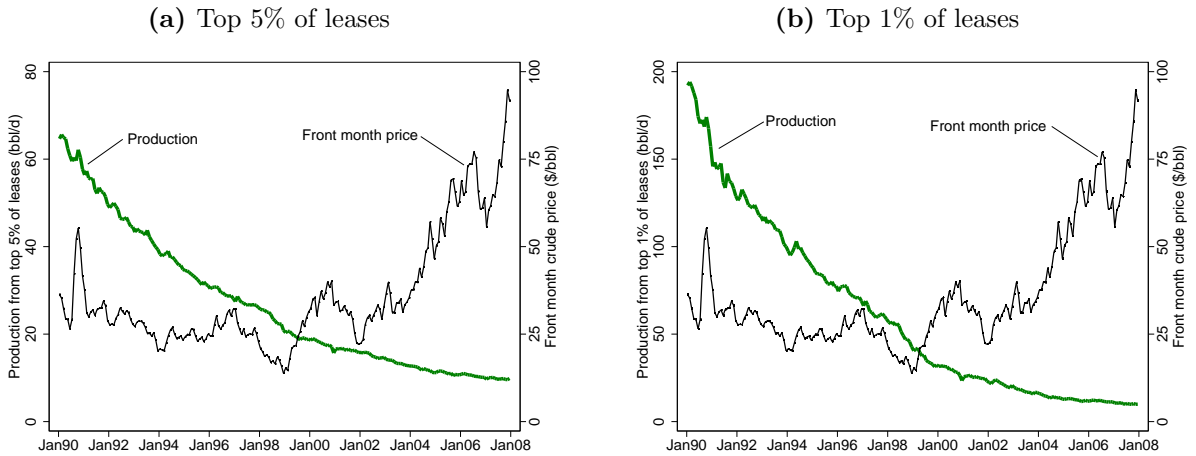 (a) Top 5% of leases
Production from top 5% of leases (bbl/d)
0 20 40 60 80
Production
Front month price
0 25 50 75 100
Front month crude price ($/bbl)
Jan90 Jan92 Jan94 Jan96 Jan98 Jan00 Jan02 Jan04 Jan06 Jan08
(b) Top 1% of leases
Production from top 1% of leases (bbl/d)
0 50 100 150 200
Production
Front month price
0 25 50 75 100
Front month crude price ($/bbl)
Jan90 Jan92 Jan94 Jan96 Jan98 Jan00 Jan02 Jan04 Jan06 Jan08